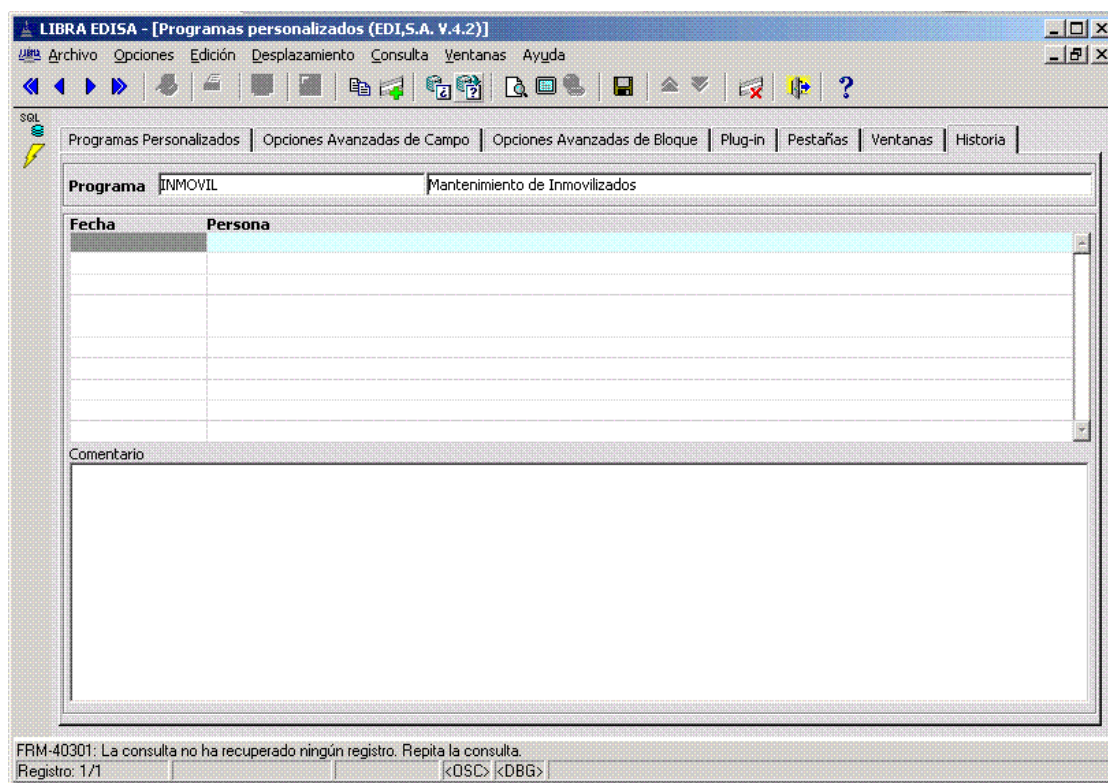 LIBRA EDISA - [Programas personalizados (EDI,S.A. V.4.2)]
Archivo Opciones Edición Desplazamiento Consulta Ventanas Ayuda
SQL
Programas Personalizados Opciones Avanzadas de Campo Opciones Avanzadas de Bloque Plug-in Pestañas Ventanas Historia
Programa INMOVIL Mantenimiento de Inmovilizados
Fecha Persona
Comentario
FRM-40301: La consulta no ha recuperado ningún registro. Repita la consulta.
Registro: 1/1 <OSC> <DBG>